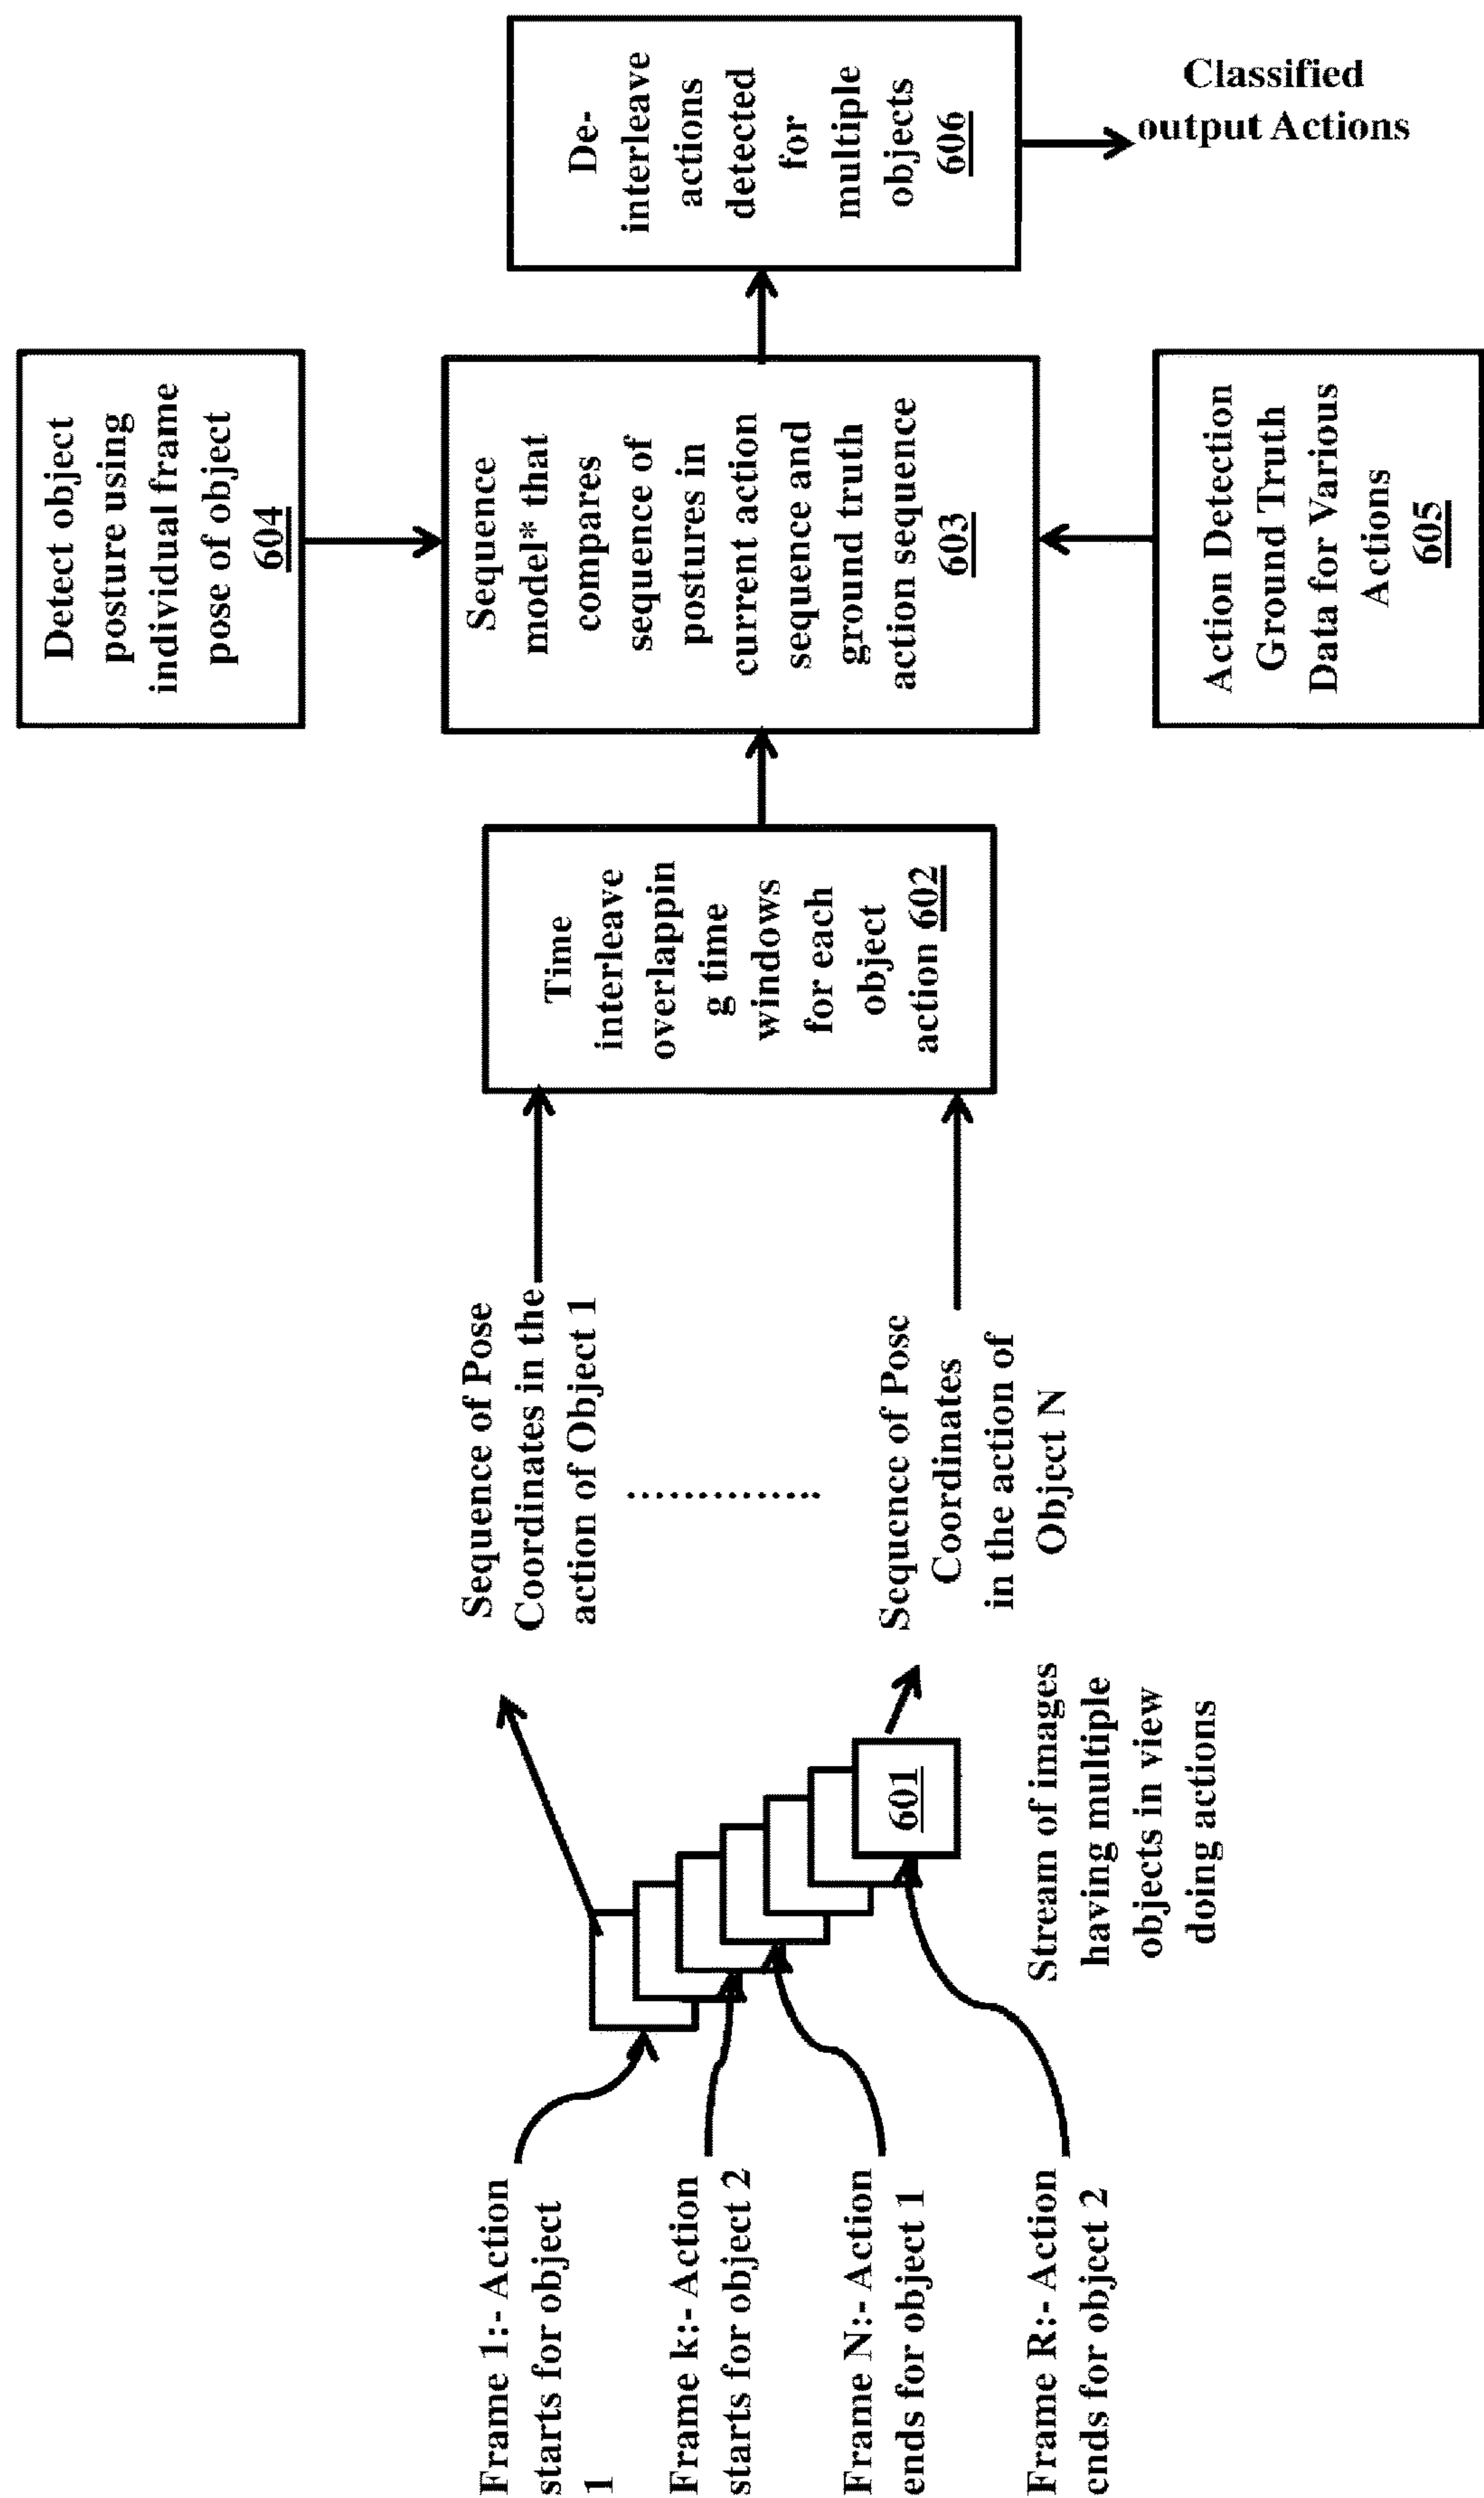 Frame 1:- Action
starts for object
1
Frame k:- Action
starts for object 2
Frame N:- Action
ends for object 1
Frame R:- Action
ends for object 2
601
Stream of images
having multiple
objects in view
doing actions
Sequence of Pose
Coordinates in the
action of Object 1
..............
Sequence of Pose
Coordinates
in the action of
Object N
Time
interleave
overlappin
g time
windows
for each
object
action 602
Detect object
posture using
individual frame
pose of object
604
Sequence
model* that
compares
sequence of
postures in
current action
sequence and
ground truth
action sequence
603
Action Detection
Ground Truth
Data for Various
Actions
605
De-
interleave
actions
detected
for
multiple
objects
606
Classified
output Actions